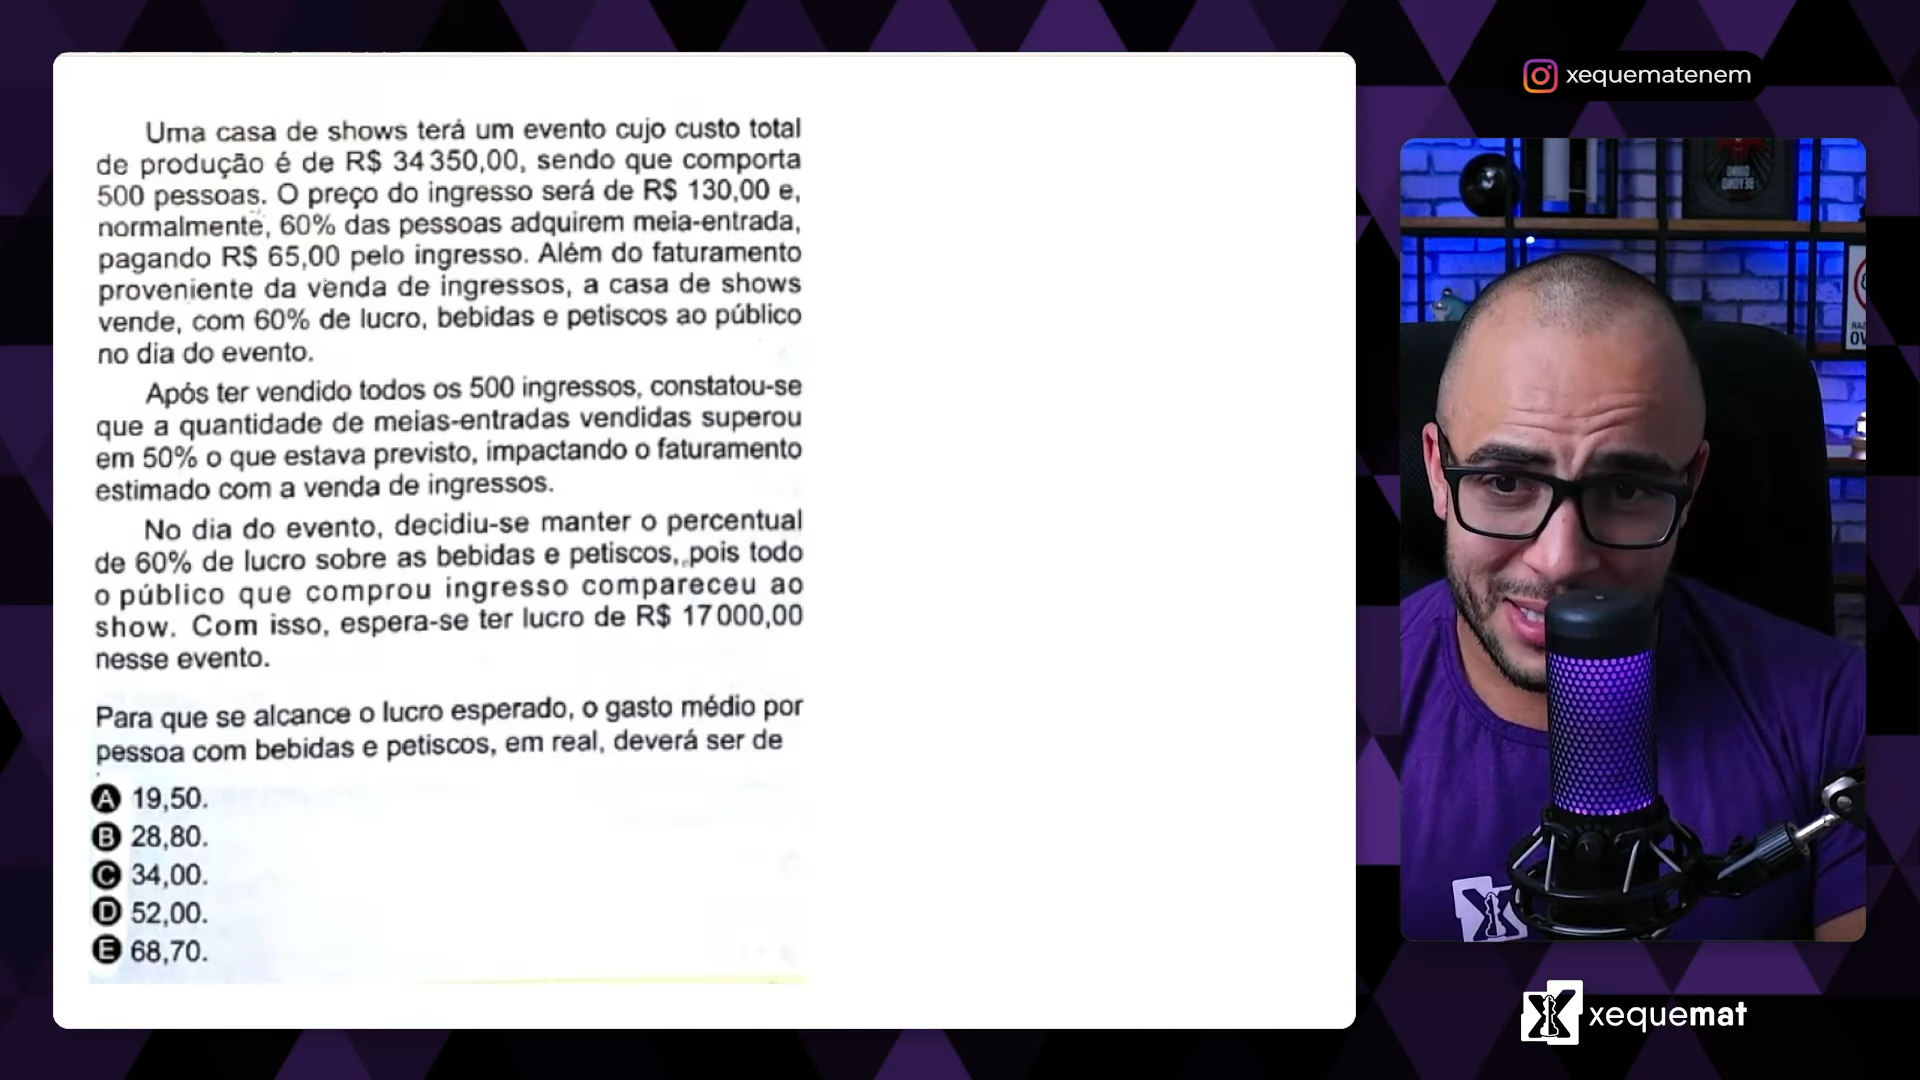 Uma casa de shows terá um evento cujo custo total
de produção é de R$ 34 350,00, sendo que comporta
500 pessoas. O preço do ingresso será de R$ 130,00 e,
normalmente, 60% das pessoas adquirem meia-entrada,
pagando R$ 65,00 pelo ingresso. Além do faturamento
proveniente da venda de ingressos, a casa de shows
vende, com 60% de lucro, bebidas e petiscos ao público
no dia do evento.
Após ter vendido todos os 500 ingressos, constatou-se
que a quantidade de meias-entradas vendidas superou
em 50% o que estava previsto, impactando o faturamento
estimado com a venda de ingressos.
No dia do evento, decidiu-se manter o percentual
de 60% de lucro sobre as bebidas e petiscos, pois todo
o público que comprou ingresso compareceu ao
show. Com isso, espera-se ter lucro de R$ 17 000,00
nesse evento.
Para que se alcance o lucro esperado, o gasto médio por
pessoa com bebidas e petiscos, em real, deverá ser de
A 19,50.
B 28,80.
C 34,00.
D 52,00.
E 68,70.
xequematenem
xequemat